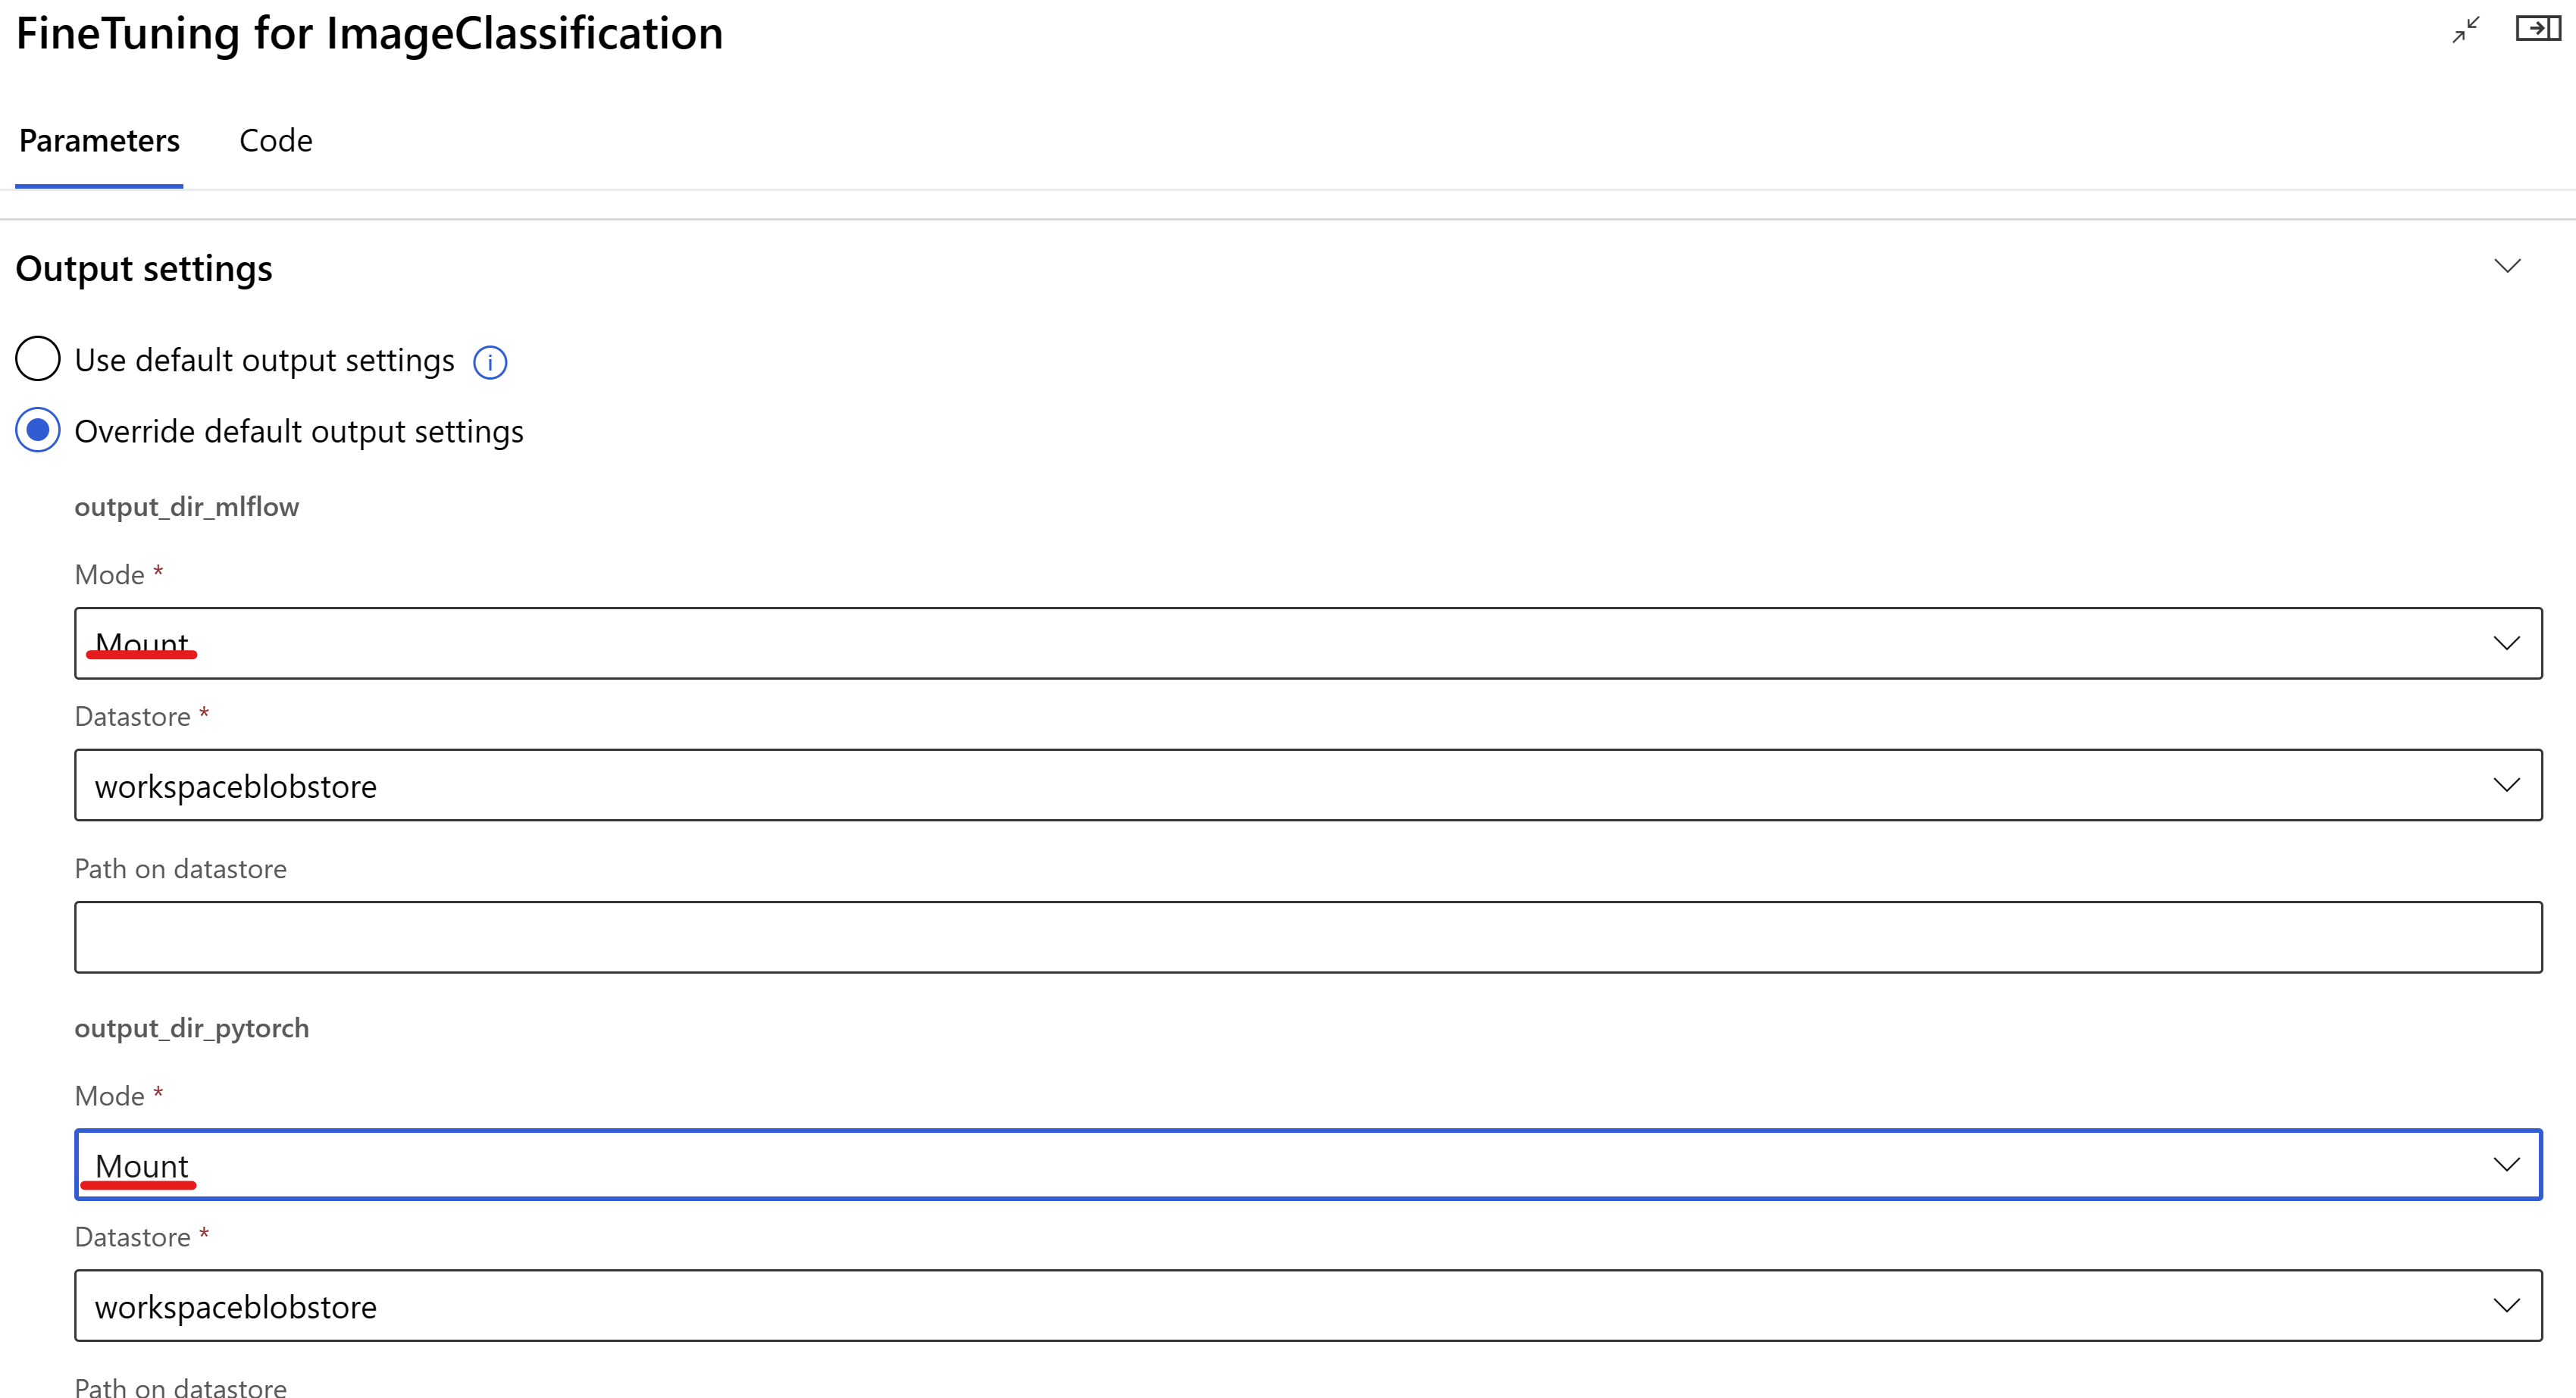 FineTuning for ImageClassification
Parameters Code
Output settings
Use default output settings i
Override default output settings
output_dir_mlflow
Mode *
Mount
Datastore *
workspaceblobstore
Path on datastore
output_dir_pytorch
Mode *
Mount
Datastore *
workspaceblobstore
Path on datastore